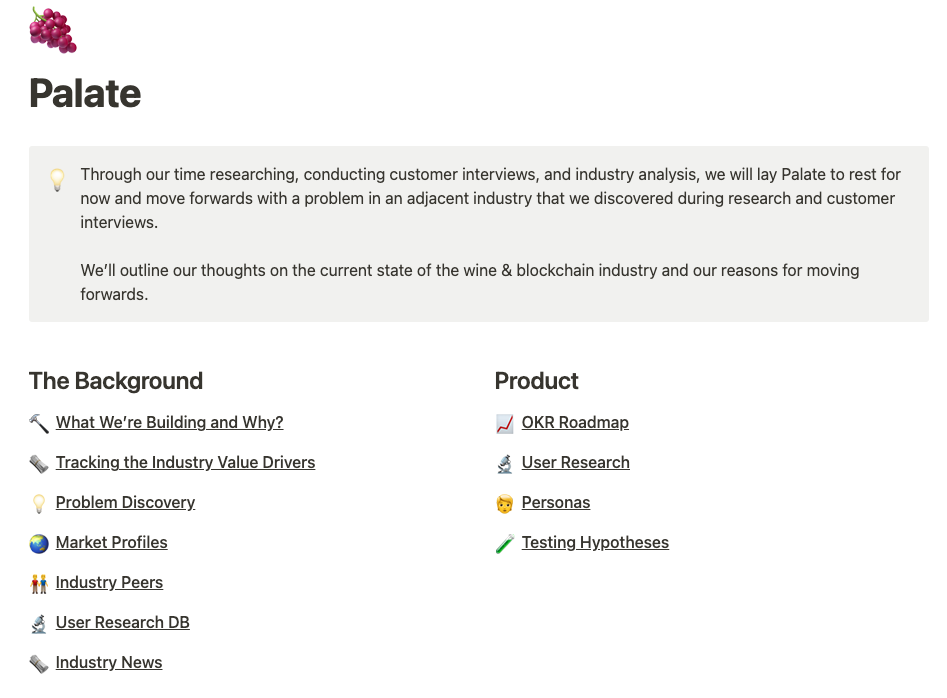 Palate
Through our time researching, conducting customer interviews, and industry analysis, we will lay Palate to rest for
now and move forwards with a problem in an adjacent industry that we discovered during research and customer
interviews.
We’ll outline our thoughts on the current state of the wine & blockchain industry and our reasons for moving
forwards.
The Background
What We’re Building and Why?
Tracking the Industry Value Drivers
Problem Discovery
Market Profiles
Industry Peers
User Research DB
Industry News
Product
OKR Roadmap
User Research
Personas
Testing Hypotheses